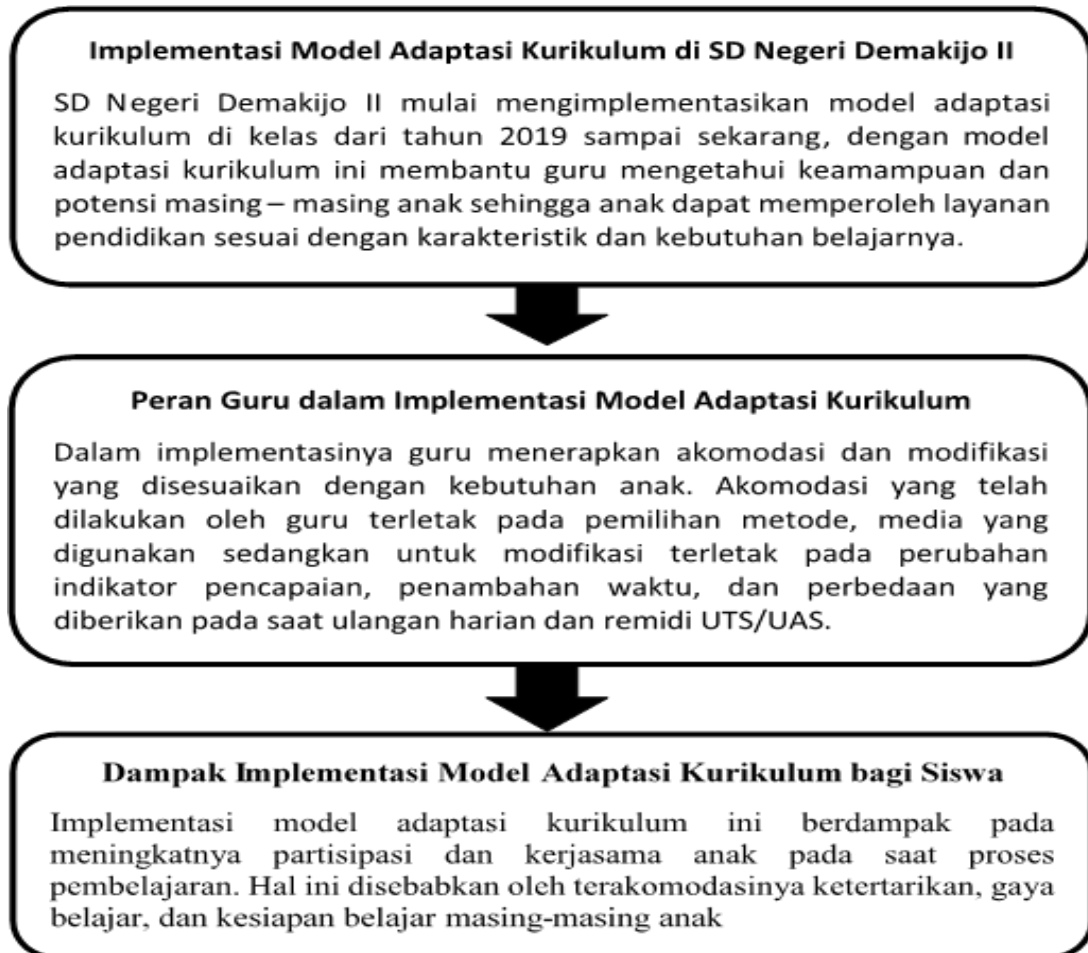 Implementasi Model Adaptasi Kurikulum di SD Negeri Demakijo II
SD Negeri Demakijo II mulai mengimplementasikan model adaptasi
kurikulum di kelas dari tahun 2019 sampai sekarang, dengan model
adaptasi kurikulum ini membantu guru mengetahui keamampuan dan
potensi masing – masing anak sehingga anak dapat memperoleh layanan
pendidikan sesuai dengan karakteristik dan kebutuhan belajarnya.
Peran Guru dalam Implementasi Model Adaptasi Kurikulum
Dalam implementasinya guru menerapkan akomodasi dan modifikasi
yang disesuaikan dengan kebutuhan anak. Akomodasi yang telah
dilakukan oleh guru terletak pada pemilihan metode, media yang
digunakan sedangkan untuk modifikasi terletak pada perubahan
indikator pencapaian, penambahan waktu, dan perbedaan yang
diberikan pada saat ulangan harian dan remidi UTS/UAS.
Dampak Implementasi Model Adaptasi Kurikulum bagi Siswa
Implementasi model adaptasi kurikulum ini berdampak pada
meningkatnya partisipasi dan kerjasama anak pada saat proses
pembelajaran. Hal ini disebabkan oleh terakomodasinya ketertarikan, gaya
belajar, dan kesiapan belajar masing-masing anak